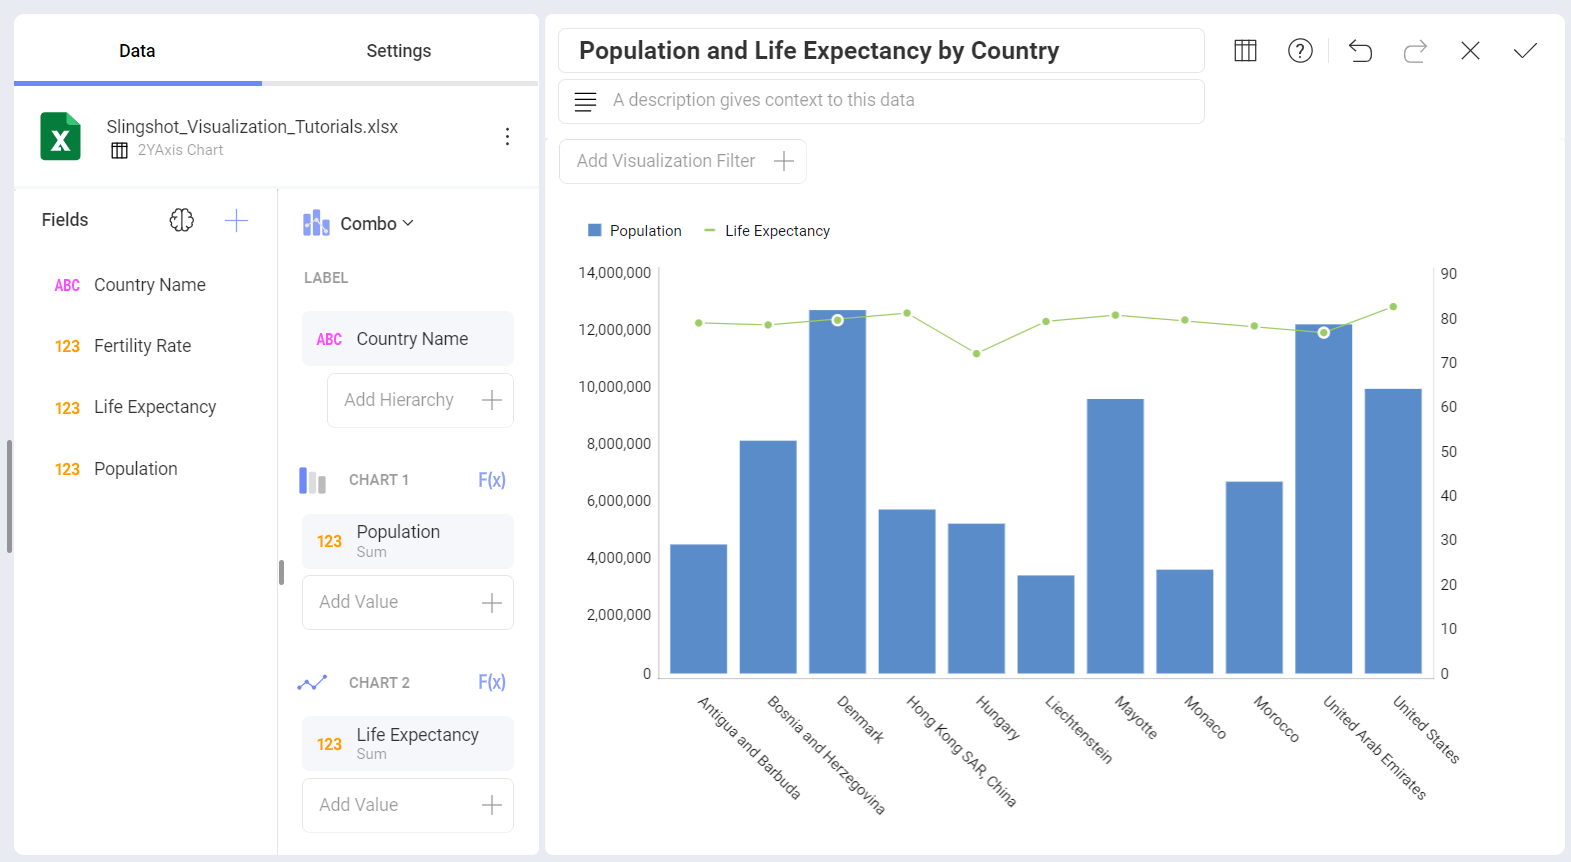 Data
Settings
Slingshot_Visualization_Tutorials.xlsx
2YAxis Chart
Fields
ABC Country Name
123 Fertility Rate
123 Life Expectancy
123 Population
Combo
LABEL
ABC Country Name
Add Hierarchy
CHART 1 F(x)
123 Population
Sum
Add Value
CHART 2 F(x)
123 Life Expectancy
Sum
Add Value
Population and Life Expectancy by Country
A description gives context to this data
Add Visualization Filter
Population Life Expectancy
14,000,000
12,000,000
10,000,000
8,000,000
6,000,000
4,000,000
2,000,000
0
90
80
70
60
50
40
30
20
10
0
Antigua and Barbuda
Bosnia and Herzegovina
Denmark
Hong Kong SAR, China
Hungary
Liechtenstein
Mayotte
Monaco
Morocco
United Arab Emirates
United States